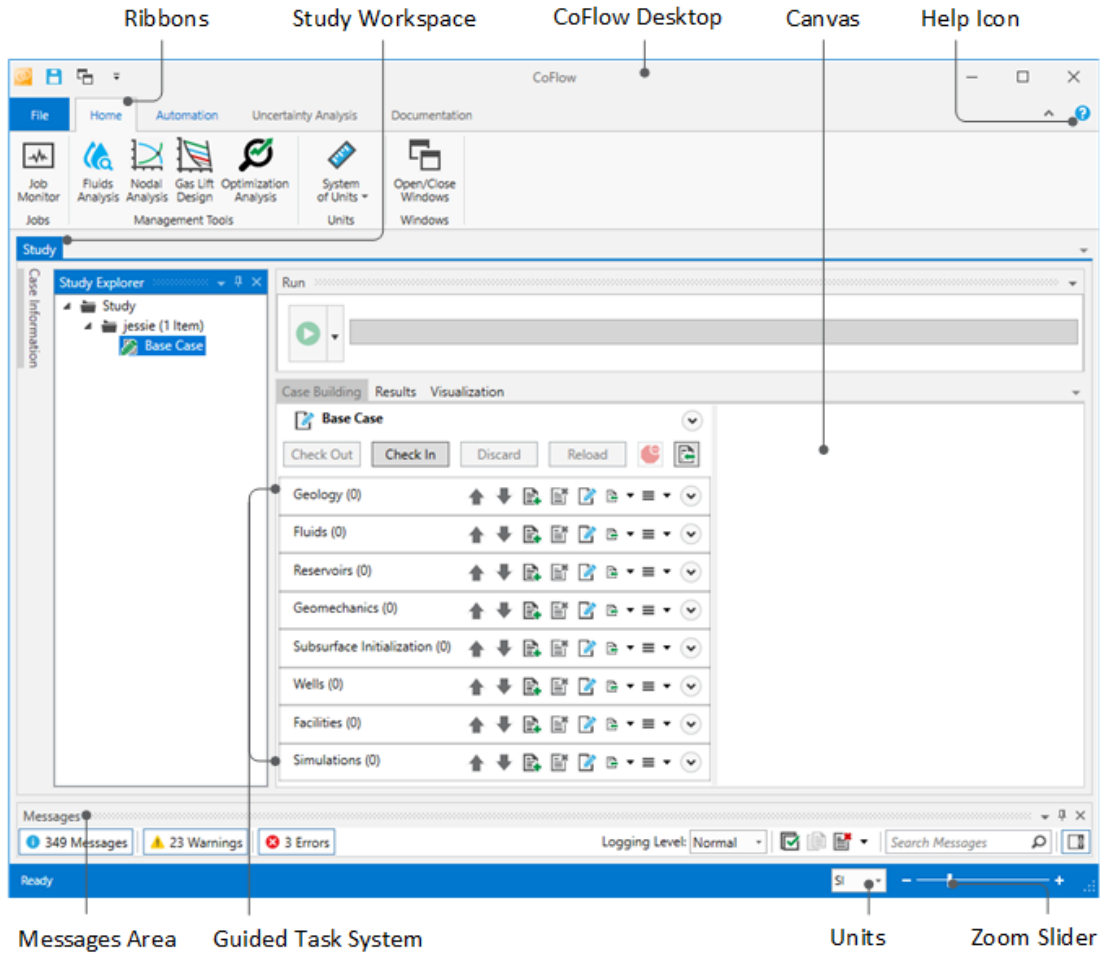 Ribbons Study Workspace CoFlow Desktop Canvas Help Icon
CoFlow
File Home Automation Uncertainty Analysis Documentation
Job Monitor Fluids Analysis Nodal Analysis Gas Lift Design Optimization Analysis System of Units Open/Close Windows
Jobs Management Tools Units Windows
Study
Case Information
Study Explorer
Study
jessie (1 Item)
Base Case
Run
Case Building Results Visualization
Base Case
Check Out Check In Discard Reload
Geology (0)
Fluids (0)
Reservoirs (0)
Geomechanics (0)
Subsurface Initialization (0)
Wells (0)
Facilities (0)
Simulations (0)
Messages
349 Messages 23 Warnings 3 Errors Logging Level: Normal Search Messages
Ready SI
Messages Area Guided Task System Units Zoom Slider